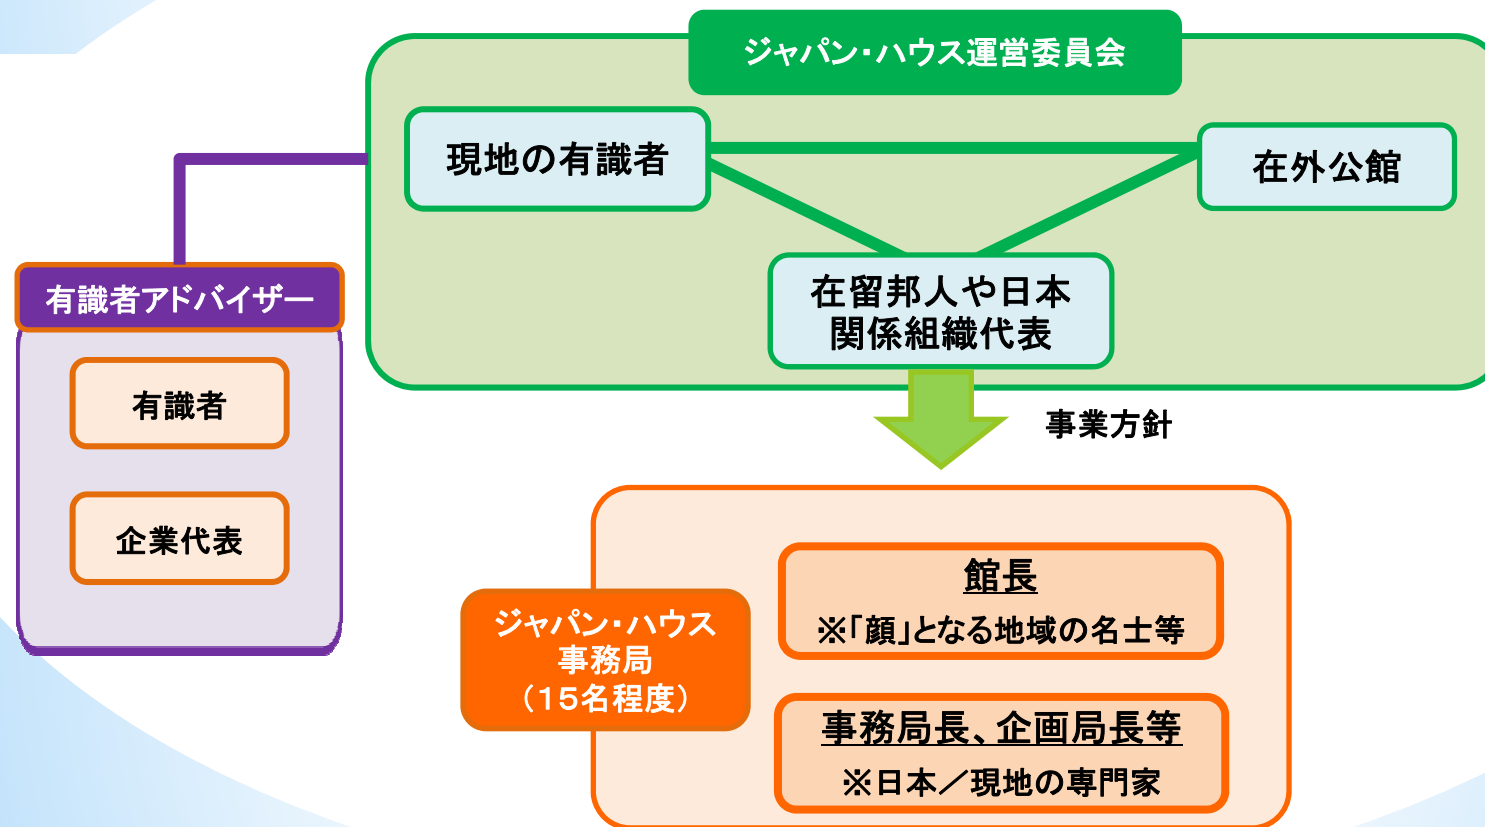 ジャパン・ハウス運営委員会
現地の有識者
在外公館
在留邦人や日本
関係組織代表
有識者アドバイザー
有識者
企業代表
事業方針
ジャパン・ハウス
事務局
（１５名程度）
館長
※「顔」となる地域の名士等
事務局長、企画局長等
※日本／現地の専門家